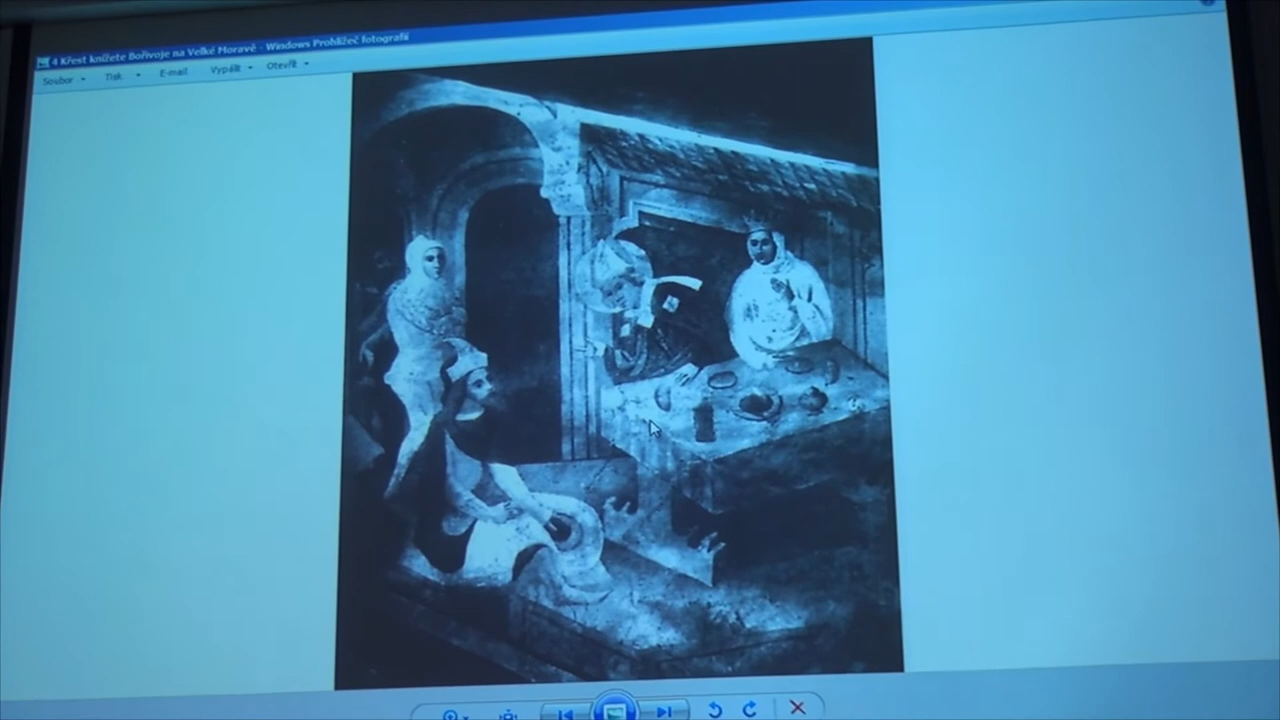 4 Křest knížete Bořivoje na Velké Moravě - Windows Prohlížeč fotografií
Soubor Tisk E-mail Vypálit Otevřít